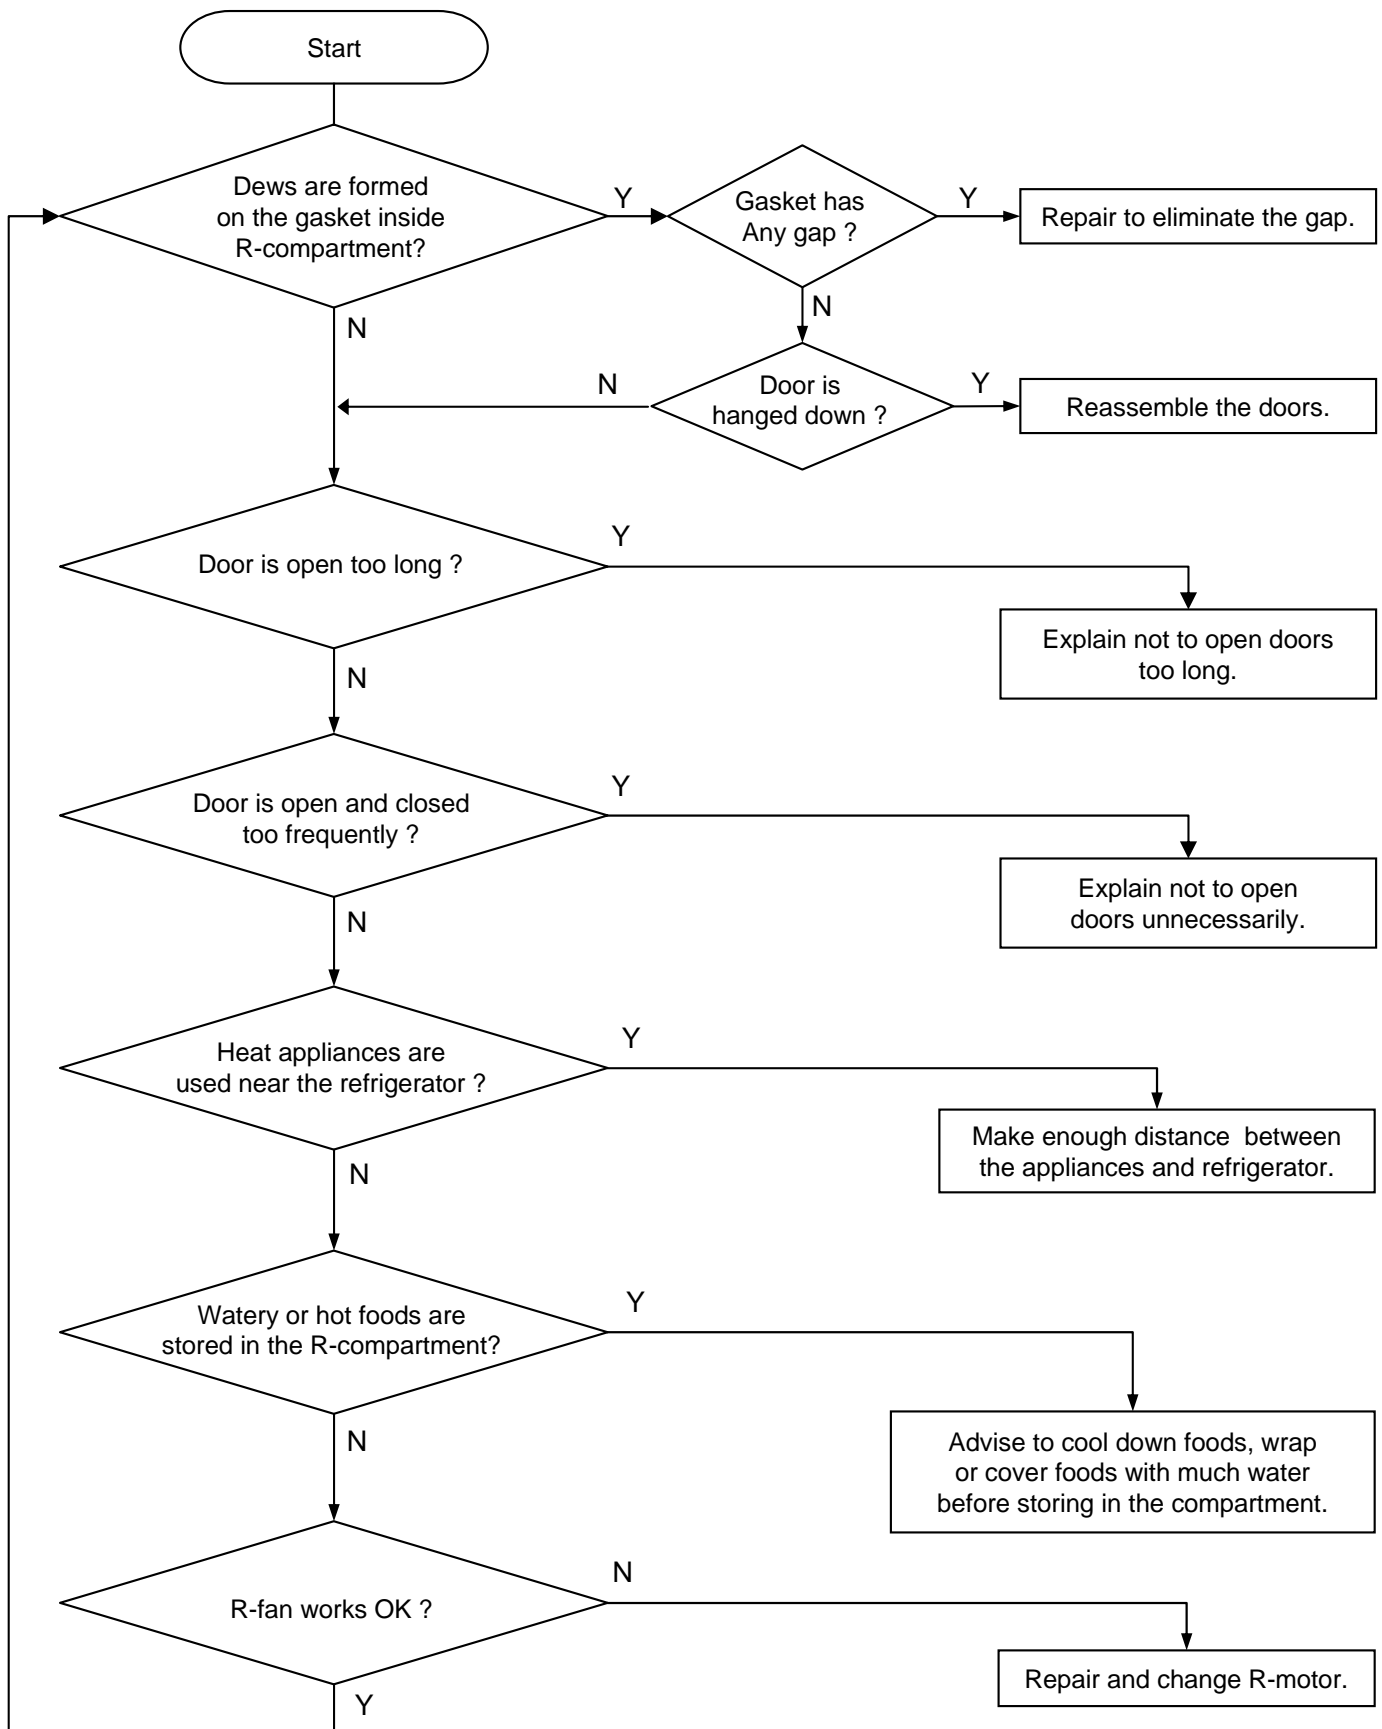 Start
Dews are formed
on the gasket inside
R-compartment?
Y
Gasket has
Any gap ?
Y
Repair to eliminate the gap.
N
N
Door is
hanged down ?
N
Y
Reassemble the doors.
Door is open too long ?
Y
Explain not to open doors
too long.
N
Door is open and closed
too frequently ?
Y
Explain not to open
doors unnecessarily.
N
Heat appliances are
used near the refrigerator ?
Y
Make enough distance  between
the appliances and refrigerator.
N
Watery or hot foods are
stored in the R-compartment?
Y
Advise to cool down foods, wrap
or cover foods with much water
before storing in the compartment.
N
R-fan works OK ?
N
Repair and change R-motor.
Y